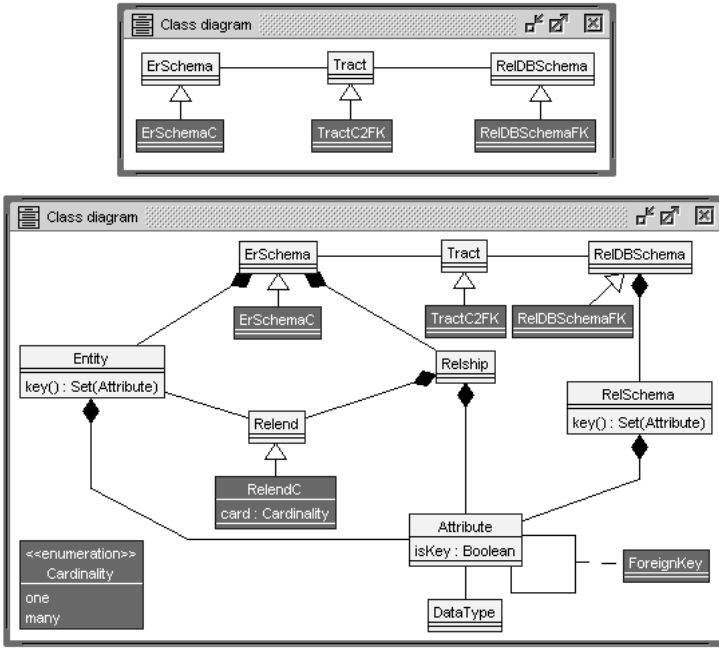 Class diagram
ErSchema
Tract
RelDBSchema
ErSchemaC
TractC2FK
RelDBSchemaFK
Class diagram
ErSchema
Tract
RelDBSchema
ErSchemaC
TractC2FK
RelDBSchemaFK
Entity
key() : Set(Attribute)
Relship
RelSchema
key() : Set(Attribute)
Relend
RelendC
card : Cardinality
Attribute
isKey : Boolean
<<enumeration>>
Cardinality
one
many
ForeignKey
DataType